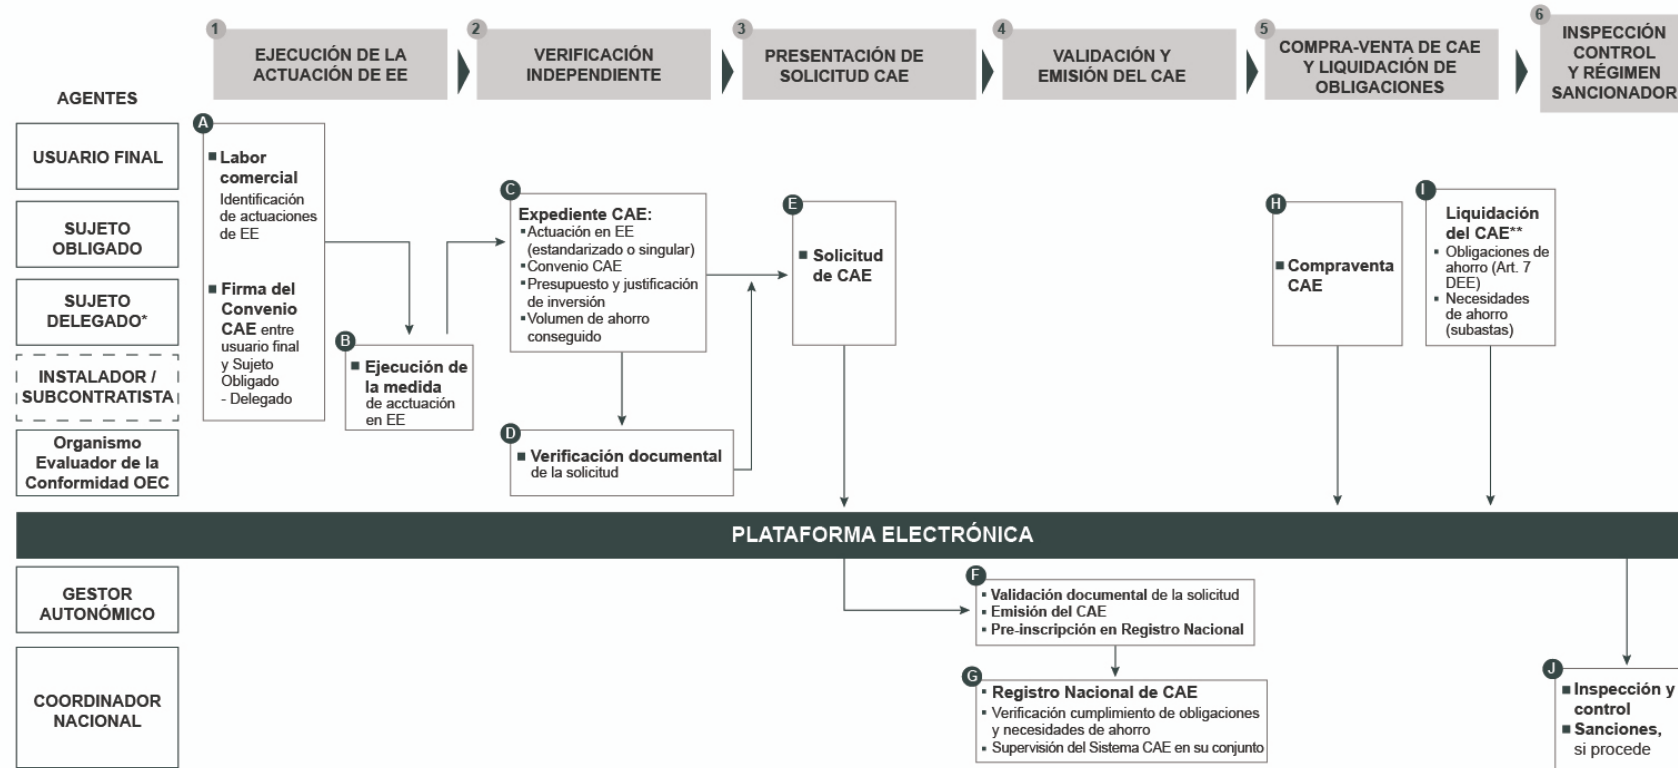 1
EJECUCIÓN DE LA
ACTUACIÓN DE EE
2
VERIFICACIÓN
INDEPENDIENTE
3
PRESENTACIÓN DE
SOLICITUD CAE
4
VALIDACIÓN Y
EMISIÓN DEL CAE
5
COMPRA-VENTA DE CAE
Y LIQUIDACIÓN DE
OBLIGACIONES
6
INSPECCIÓN
CONTROL
Y RÉGIMEN
SANCIONADOR
AGENTES
USUARIO FINAL
SUJETO
OBLIGADO
SUJETO
DELEGADO*
INSTALADOR /
SUBCONTRATISTA
Organismo
Evaluador de la
Conformidad OEC
A
■ Labor
comercial
Identificación
de actuaciones
de EE
■ Firma del
Convenio
CAE entre
usuario final
y Sujeto
Obligado
- Delegado
B
■ Ejecución de
la medida
de acctuación
en EE
C
Expediente CAE:
▪ Actuación en EE
(estandarizado o singular)
▪ Convenio CAE
▪ Presupuesto y justificación
de inversión
▪ Volumen de ahorro
conseguido
D
■ Verificación documental
de la solicitud
E
■ Solicitud
de CAE
H
■ Compraventa
CAE
I
Liquidación
del CAE**
▪ Obligaciones de
ahorro (Art. 7
DEE)
▪ Necesidades
de ahorro
(subastas)
PLATAFORMA ELECTRÓNICA
GESTOR
AUTONÓMICO
COORDINADOR
NACIONAL
F
▪ Validación documental de la solicitud
▪ Emisión del CAE
▪ Pre-inscripción en Registro Nacional
G
▪ Registro Nacional de CAE
▪ Verificación cumplimiento de obligaciones
y necesidades de ahorro
▪ Supervisión del Sistema CAE en su conjunto
J
■ Inspección y
control
■ Sanciones,
si procede